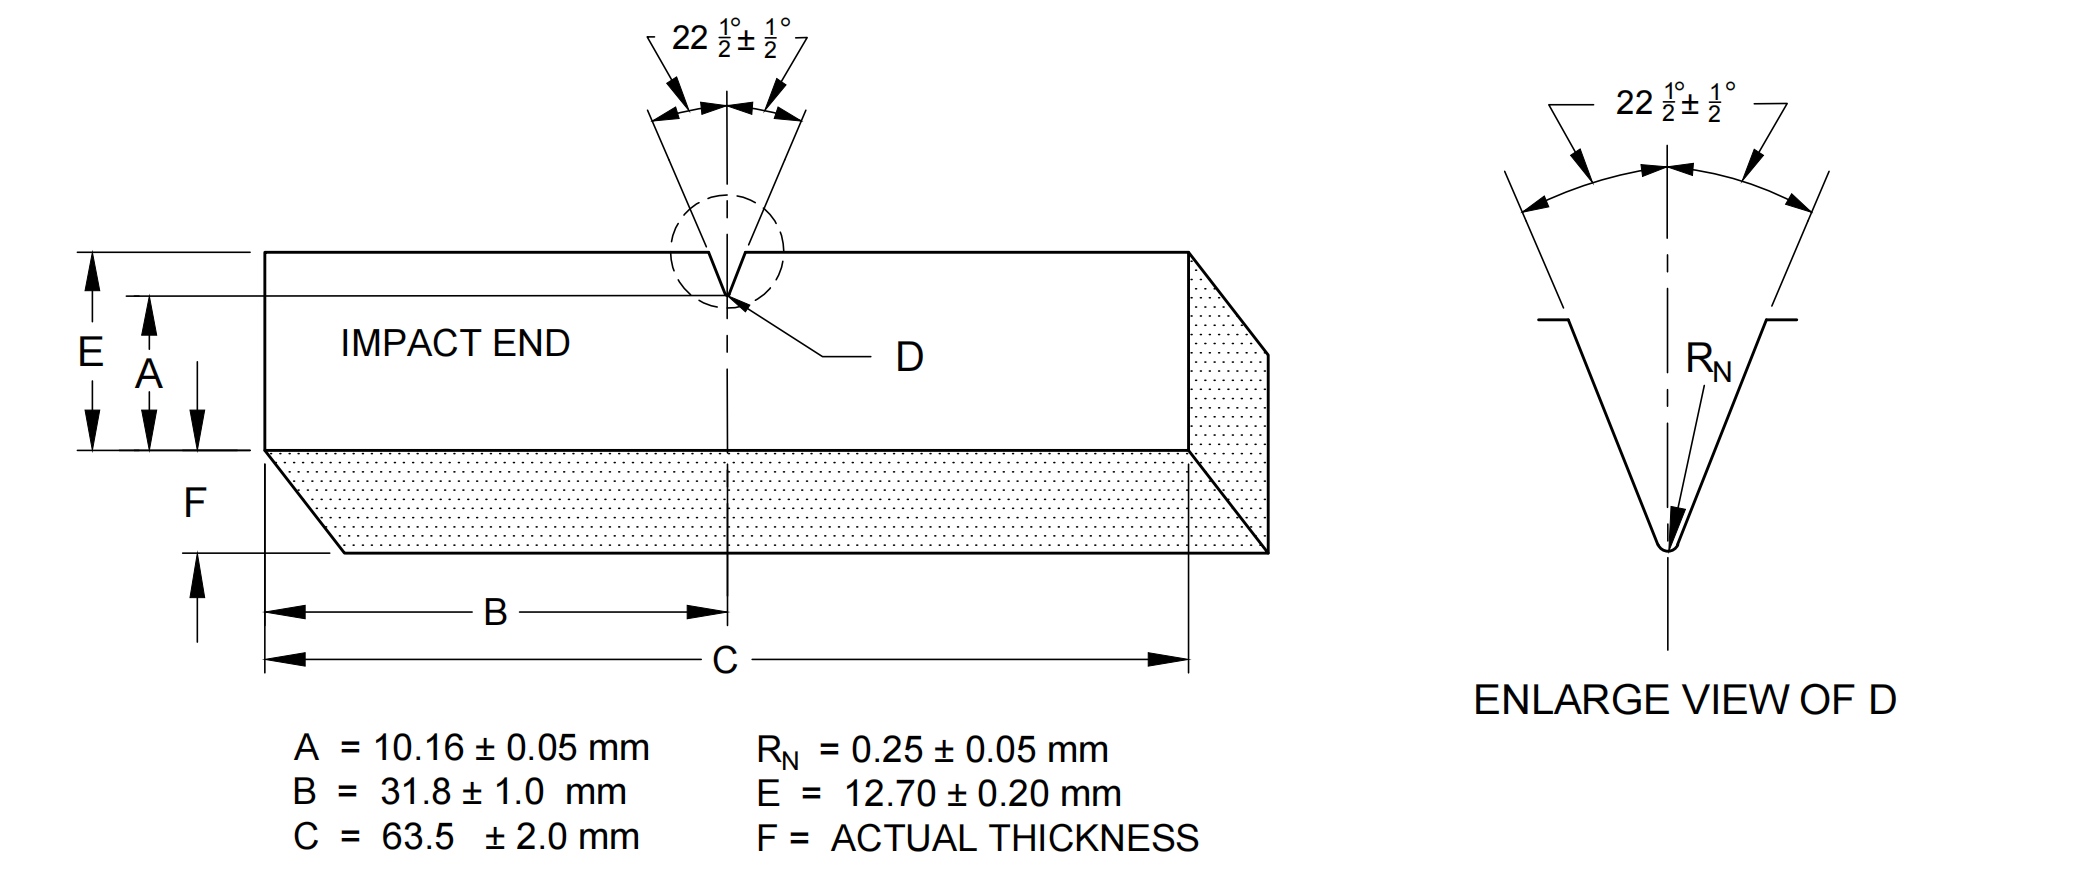 22 1/2° ± 1/2°
22 1/2° ± 1/2°
IMPACT END
D
E
A
R_N
F
B
C
ENLARGE VIEW OF D
A = 10.16 ± 0.05 mm
B = 31.8 ± 1.0 mm
C = 63.5 ± 2.0 mm
R_N = 0.25 ± 0.05 mm
E = 12.70 ± 0.20 mm
F = ACTUAL THICKNESS